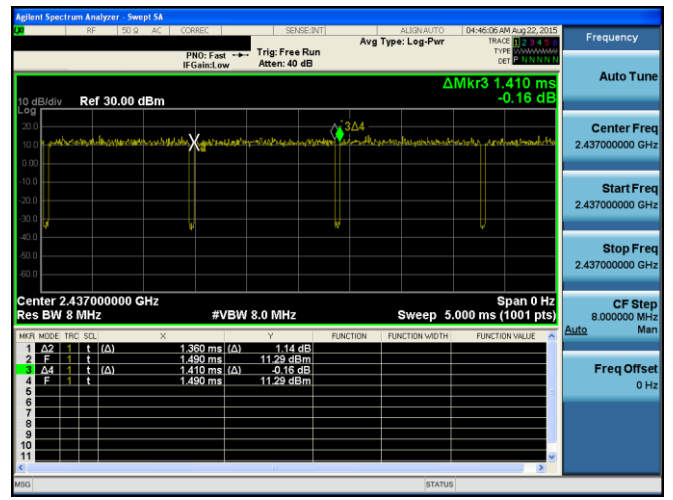 Agilent Spectrum Analyzer - Swept SA
RF 50 Ω AC CORREC SENSE:INT ALIGNAUTO 04:46:06 AM Aug 22, 2015
Avg Type: Log-Pwr
TRACE 1 2 3 4 5 6
TYPE
DET P N N N N N
PNO: Fast Trig: Free Run
IFGain:Low Atten: 40 dB
Frequency
Auto Tune
Center Freq
2.437000000 GHz
Start Freq
2.437000000 GHz
Stop Freq
2.437000000 GHz
CF Step
8.000000 MHz
Auto Man
Freq Offset
0 Hz
ΔMkr3 1.410 ms
-0.16 dB
10 dB/div Ref 30.00 dBm
Log
20.0
10.0
0.00
-10.0
-20.0
-30.0
-40.0
-50.0
-60.0
X
3Δ4
Center 2.437000000 GHz Span 0 Hz
Res BW 8 MHz #VBW 8.0 MHz Sweep 5.000 ms (1001 pts)
MKR MODE TRC SCL X Y FUNCTION FUNCTION WIDTH FUNCTION VALUE
1 Δ2 1 t (Δ) 1.360 ms (Δ) 1.14 dB
2 F 1 t 1.490 ms 11.29 dBm
3 Δ4 1 t (Δ) 1.410 ms (Δ) -0.16 dB
4 F 1 t 1.490 ms 11.29 dBm
5
6
7
8
9
10
11
MSG STATUS